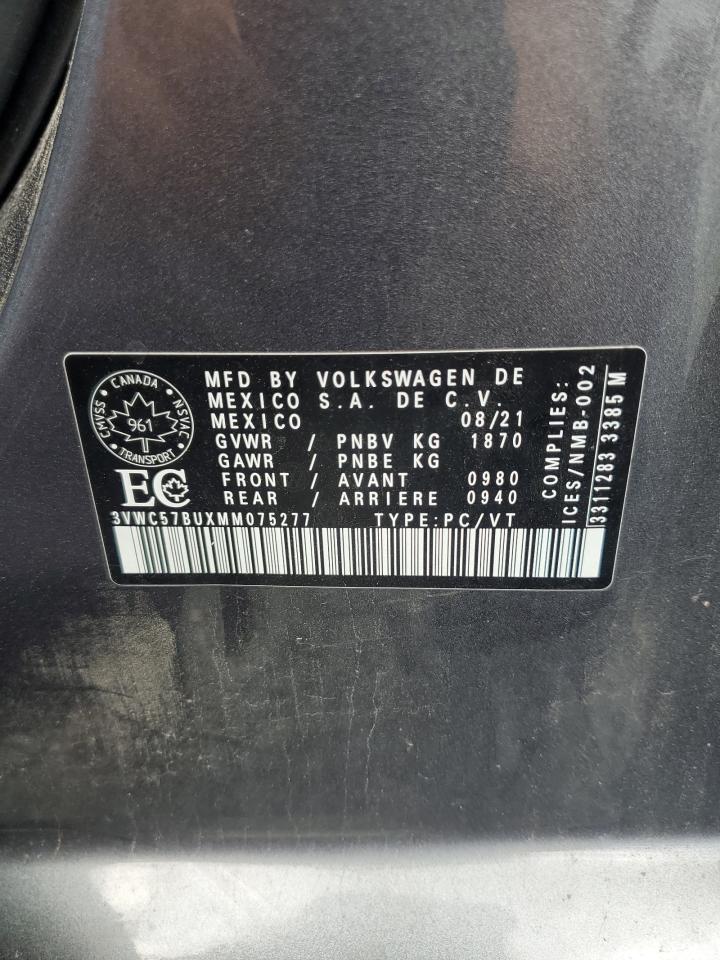 CANADA
CMVSS NSVAC
961
TRANSPORT
EC
MFD BY VOLKSWAGEN DE
MEXICO S.A. DE C.V.
MEXICO 08/21
GVWR / PNBV KG 1870
GAWR / PNBE KG
FRONT / AVANT 0980
REAR / ARRIERE 0940
3VWC57BUXMM075277 TYPE:PC/VT
COMPLIES:
ICES/NMB-002
3311283 3385 M